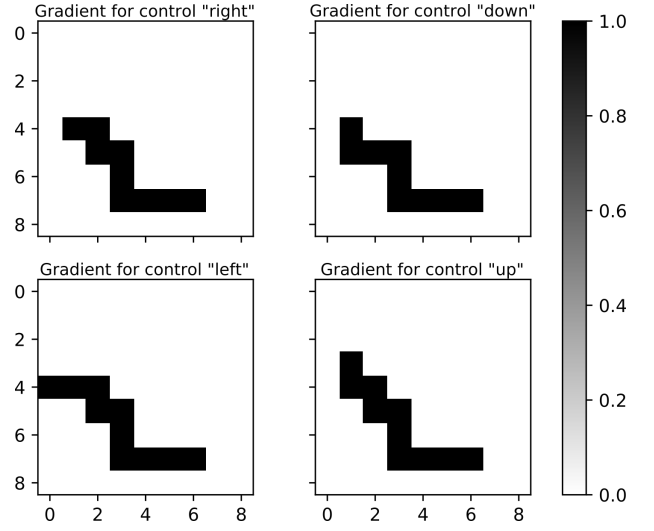 Gradient for control "right"
Gradient for control "down"
0
2
4
6
8
1.0
0.8
0.6
0.4
0.2
0.0
Gradient for control "left"
Gradient for control "up"
0
2
4
6
8
0 2 4 6 8
0 2 4 6 8